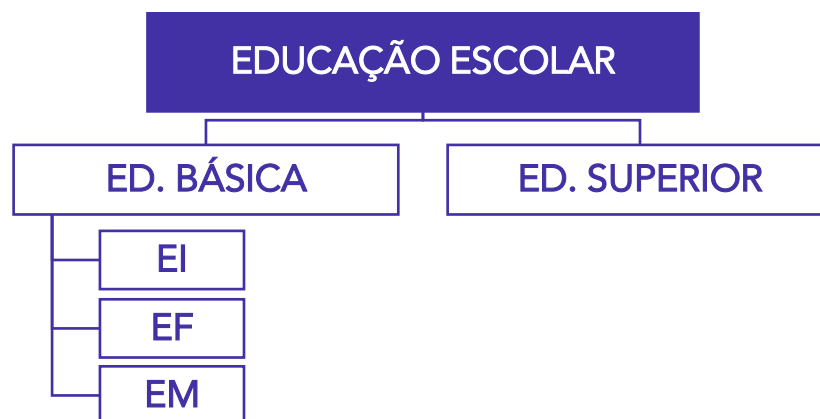 EDUCAÇÃO ESCOLAR
ED. BÁSICA
ED. SUPERIOR
EI
EF
EM